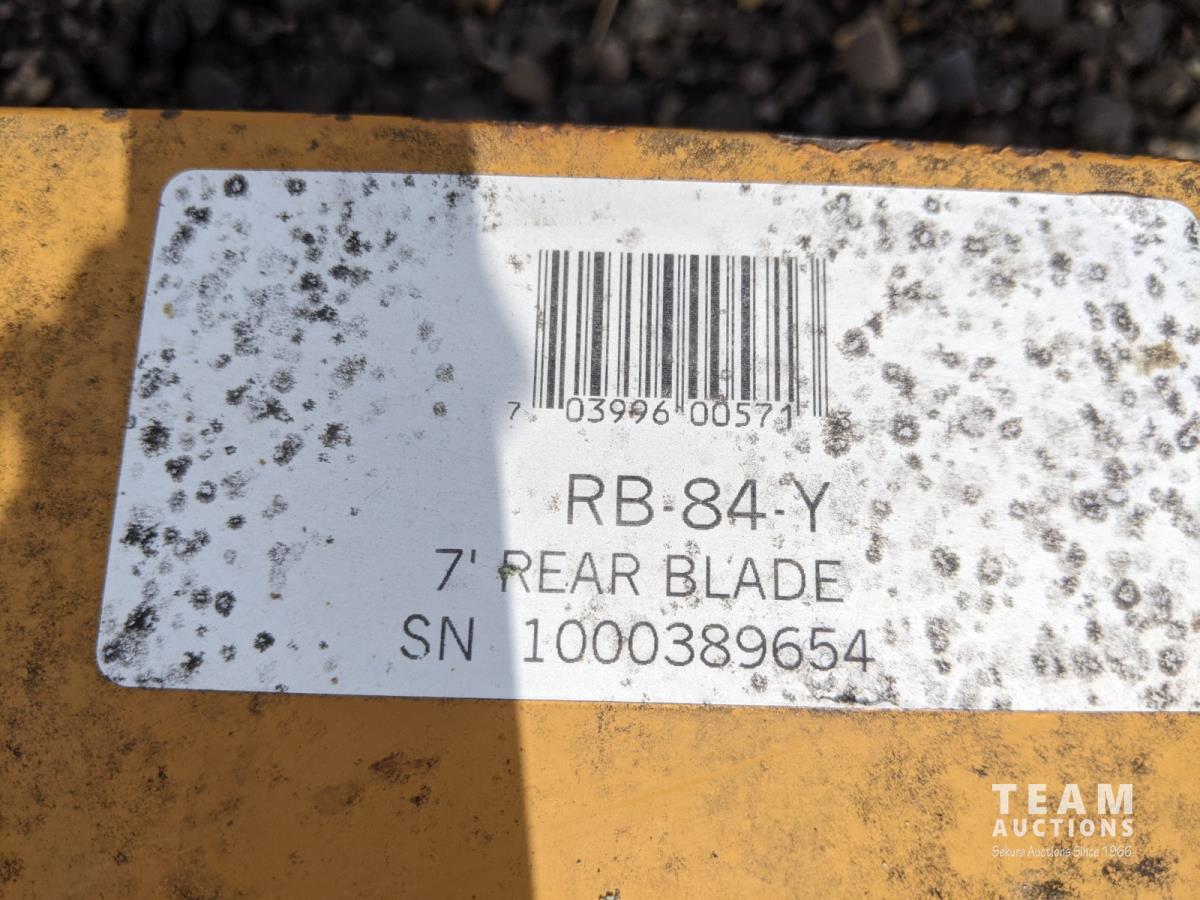 7 03996 00571
RB-84-Y
7' REAR BLADE
SN 1000389654
TEAM
AUCTIONS
Sekura Auctions Since 1966